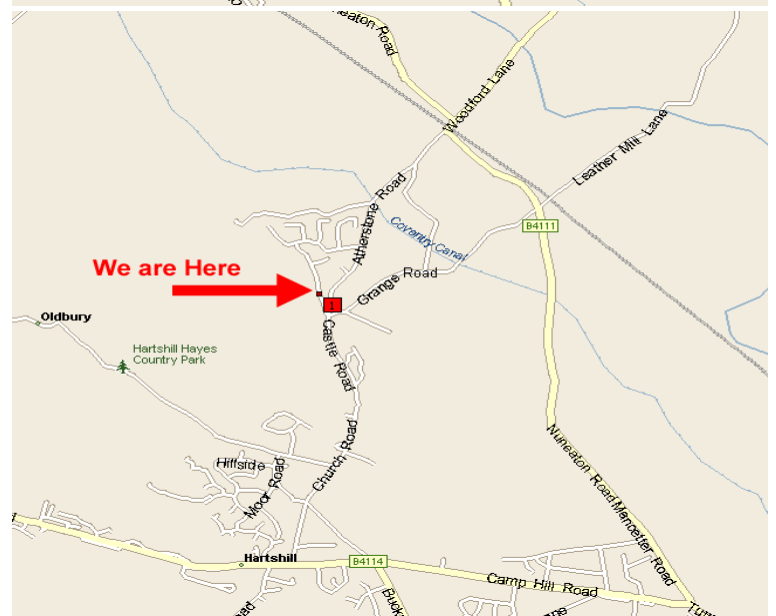 eaton Road
Woodford Lane
Leather Mill Lane
Atherstone Road
Coventry Canal
B4111
We are Here
Grange Road
1
Oldbury
Castle Road
Hartshill Hayes
Country Park
Church Road
Hillside
Moor Road
Nuneaton Road
Mancetter Road
Hartshill
B4114
Camp Hill Road